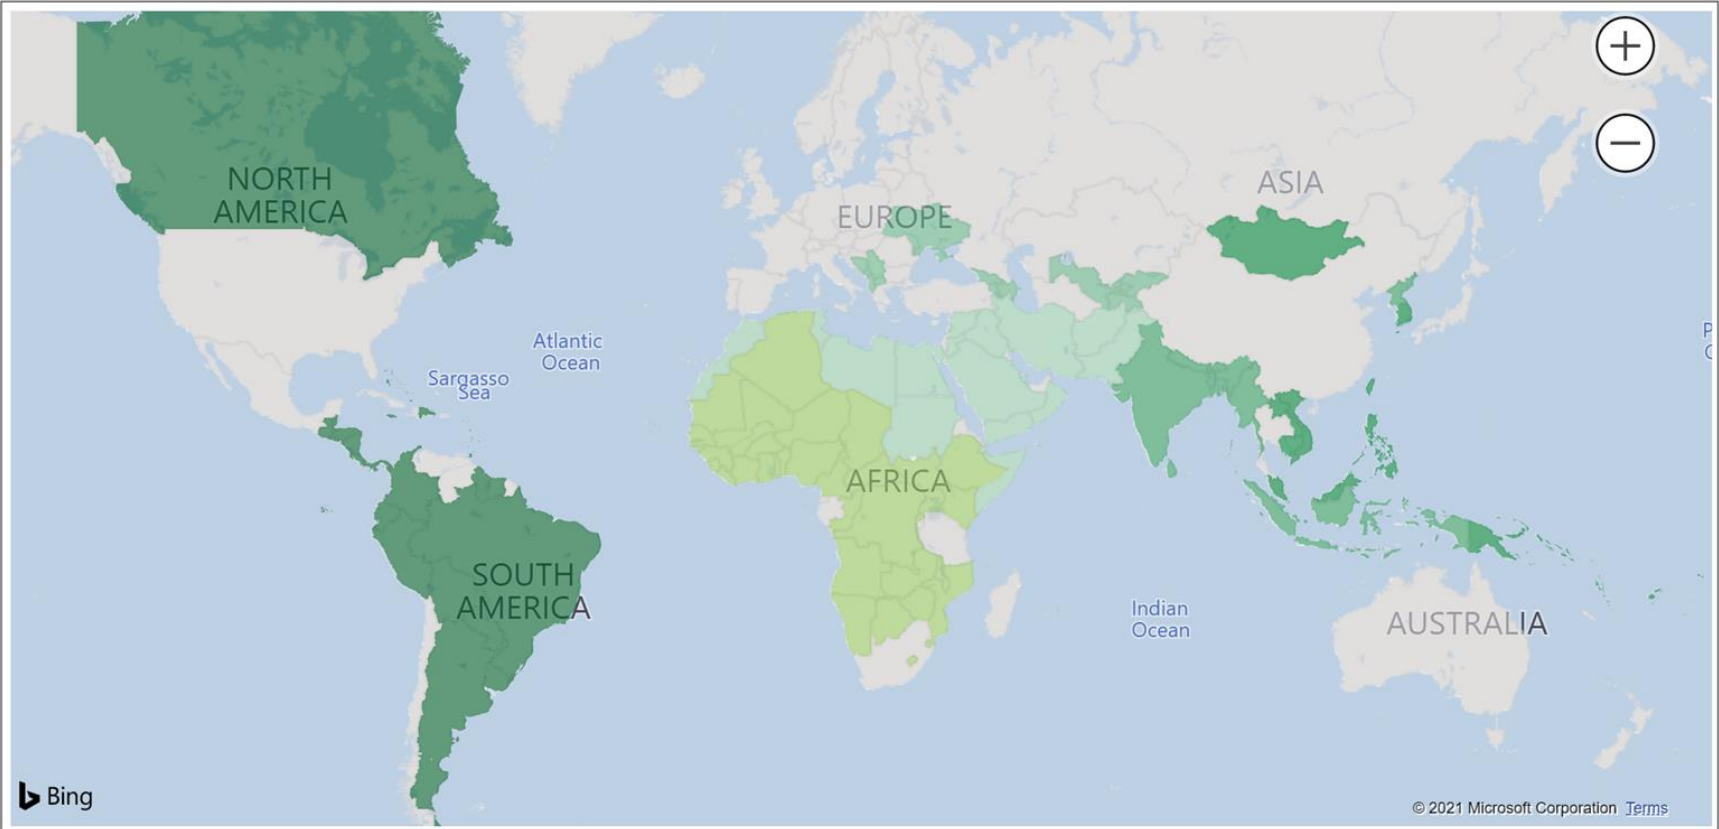 NORTH
AMERICA
EUROPE
ASIA
Atlantic
Ocean
Sargasso
Sea
AFRICA
SOUTH
AMERICA
Indian
Ocean
AUSTRALIA
Bing
© 2021 Microsoft Corporation Terms